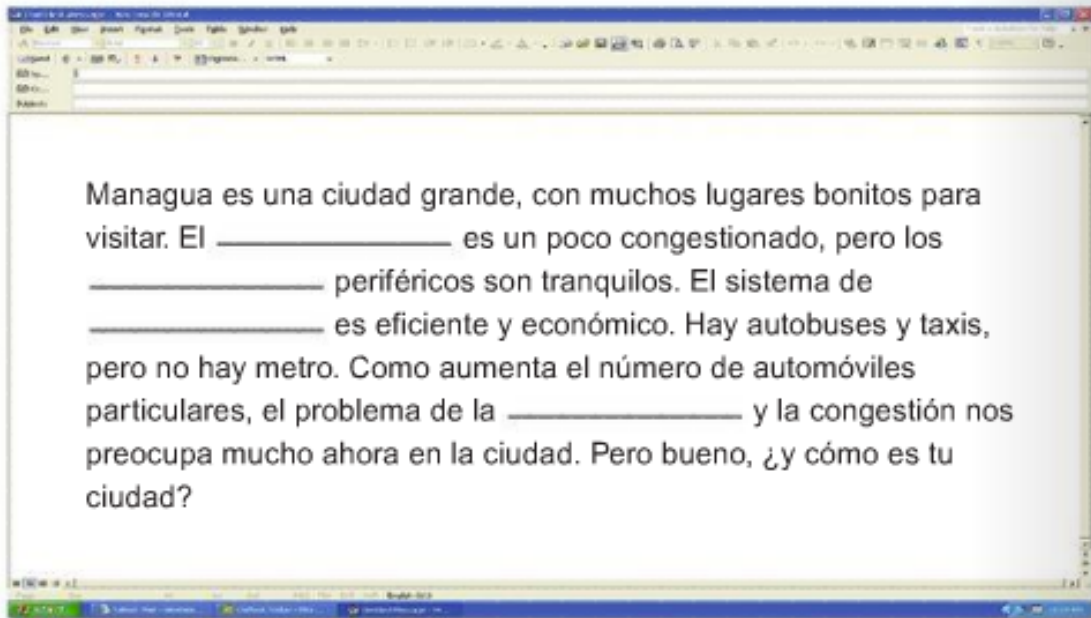 Managua es una ciudad grande, con muchos lugares bonitos para
visitar. El ______________ es un poco congestionado, pero los
______________ periféricos son tranquilos. El sistema de
______________ es eficiente y económico. Hay autobuses y taxis,
pero no hay metro. Como aumenta el número de automóviles
particulares, el problema de la ______________ y la congestión nos
preocupa mucho ahora en la ciudad. Pero bueno, ¿y cómo es tu
ciudad?